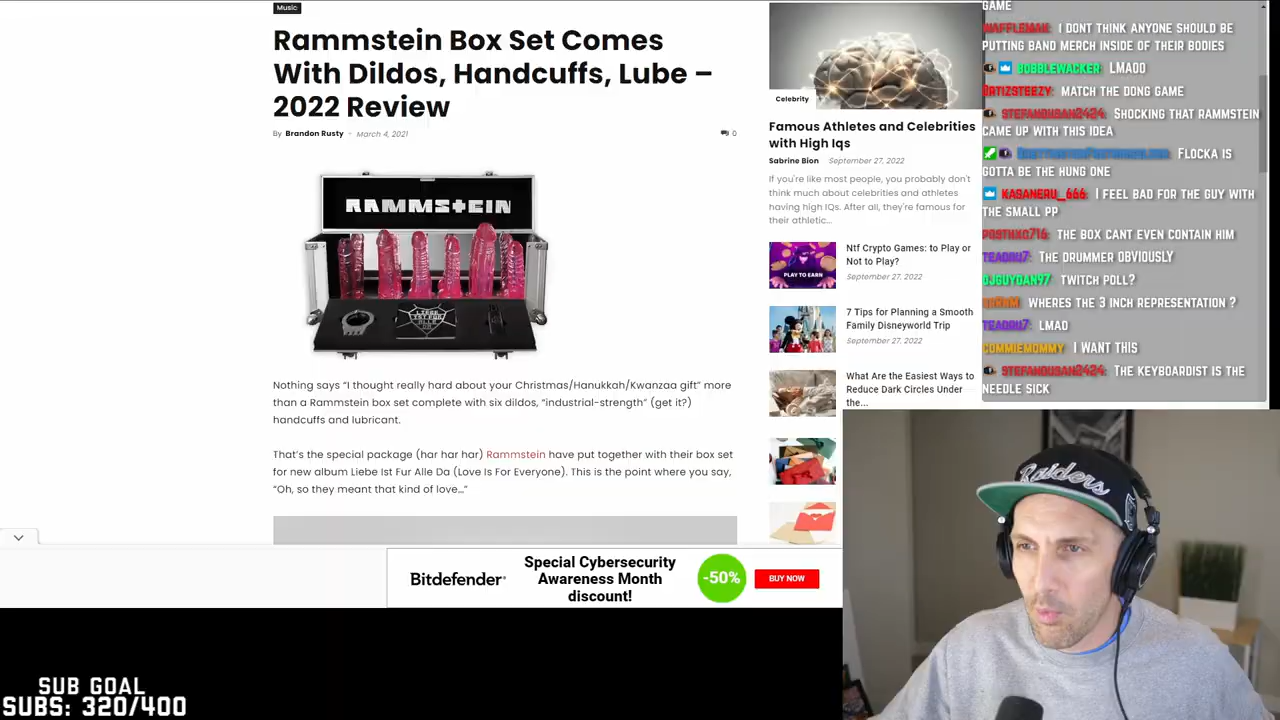 Music
Rammstein Box Set Comes
With Dildos, Handcuffs, Lube –
2022 Review
By Brandon Rusty - March 4, 2021
0
RAMMSTEIN
Nothing says “I thought really hard about your Christmas/Hanukkah/Kwanzaa gift” more
than a Rammstein box set complete with six dildos, “industrial-strength” (get it?)
handcuffs and lubricant.
That’s the special package (har har har) Rammstein have put together with their box set
for new album Liebe Ist Fur Alle Da (Love Is For Everyone). This is the point where you say,
“Oh, so they meant that kind of love…”
Celebrity
Famous Athletes and Celebrities
with High Iqs
Sabrine Bion September 27, 2022
If you're like most people, you probably don't
think much about celebrities and athletes
having high IQs. After all, they're famous for
their athletic...
PLAY TO EARN
Ntf Crypto Games: to Play or
Not to Play?
September 27, 2022
7 Tips for Planning a Smooth
Family Disneyworld Trip
September 27, 2022
What Are the Easiest Ways to
Reduce Dark Circles Under
the...
GAME
WAFFLEMAN: I DONT THINK ANYONE SHOULD BE
PUTTING BAND MERCH INSIDE OF THEIR BODIES
BOBBLEWACKER: LMAOO
ORTIZSTEEZY: MATCH THE DONG GAME
STEFANDUSAN2424: SHOCKING THAT RAMMSTEIN
CAME UP WITH THIS IDEA
FLOCKA IS
GOTTA BE THE HUNG ONE
KASANERU_666: I FEEL BAD FOR THE GUY WITH
THE SMALL PP
POSTHXC716: THE BOX CANT EVEN CONTAIN HIM
TEADRU7: THE DRUMMER OBVIOUSLY
DJGUYDAN97 TWITCH POLL?
WHERES THE 3 INCH REPRESENTATION ?
TEADRU7: LMAO
COMMIEMOMMY I WANT THIS
STEFANDUSAN2424: THE KEYBOARDIST IS THE
NEEDLE SICK
Raiders
Bitdefender
Special Cybersecurity
Awareness Month
discount!
-50%
BUY NOW
SUB GOAL
SUBS: 320/400